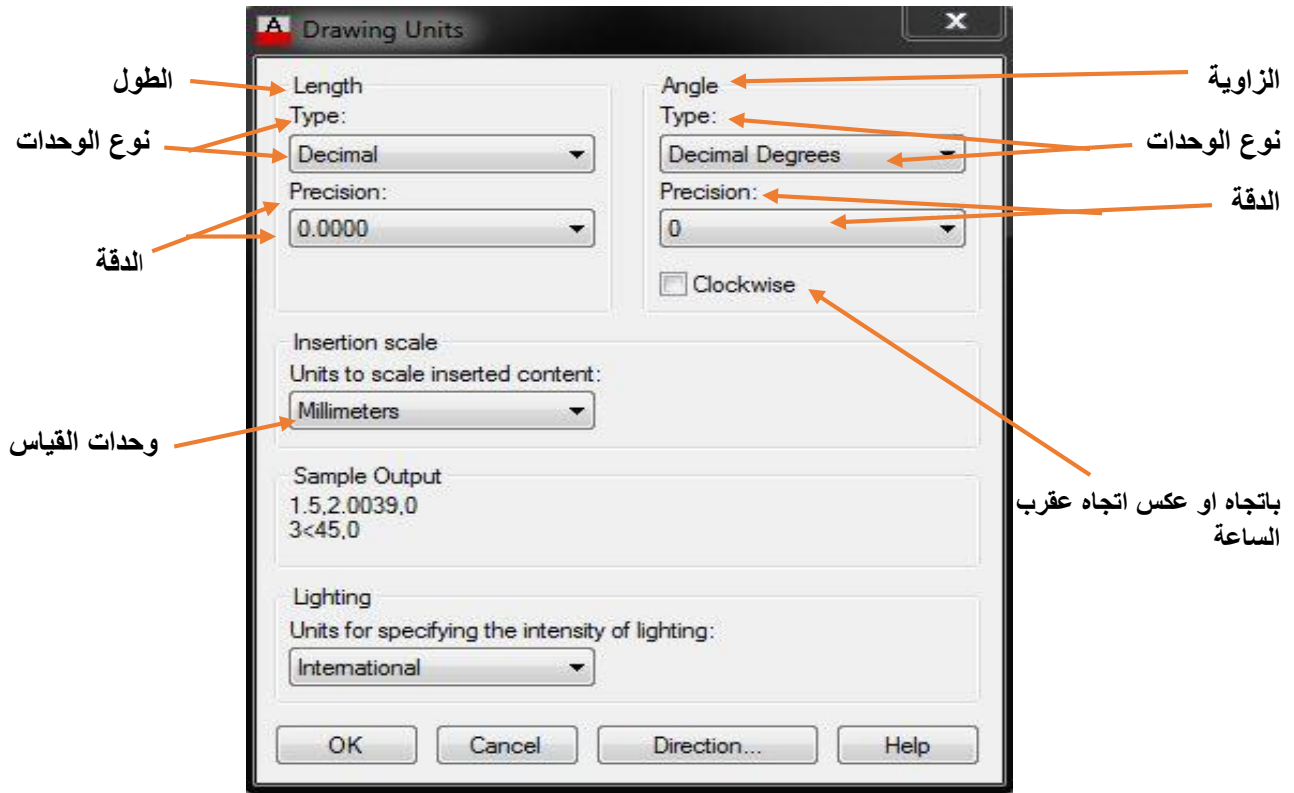 Drawing Units
x
الطول
Length
Angle
الزاوية
Type:
Type:
نوع الوحدات
Decimal
Decimal Degrees
نوع الوحدات
Precision:
Precision:
الدقة
0.0000
0
الدقة
Clockwise
Insertion scale
Units to scale inserted content:
Millimeters
وحدات القياس
Sample Output
1.5,2.0039,0
3<45,0
باتجاه او عكس اتجاه عقرب
الساعة
Lighting
Units for specifying the intensity of lighting:
International
OK
Cancel
Direction...
Help